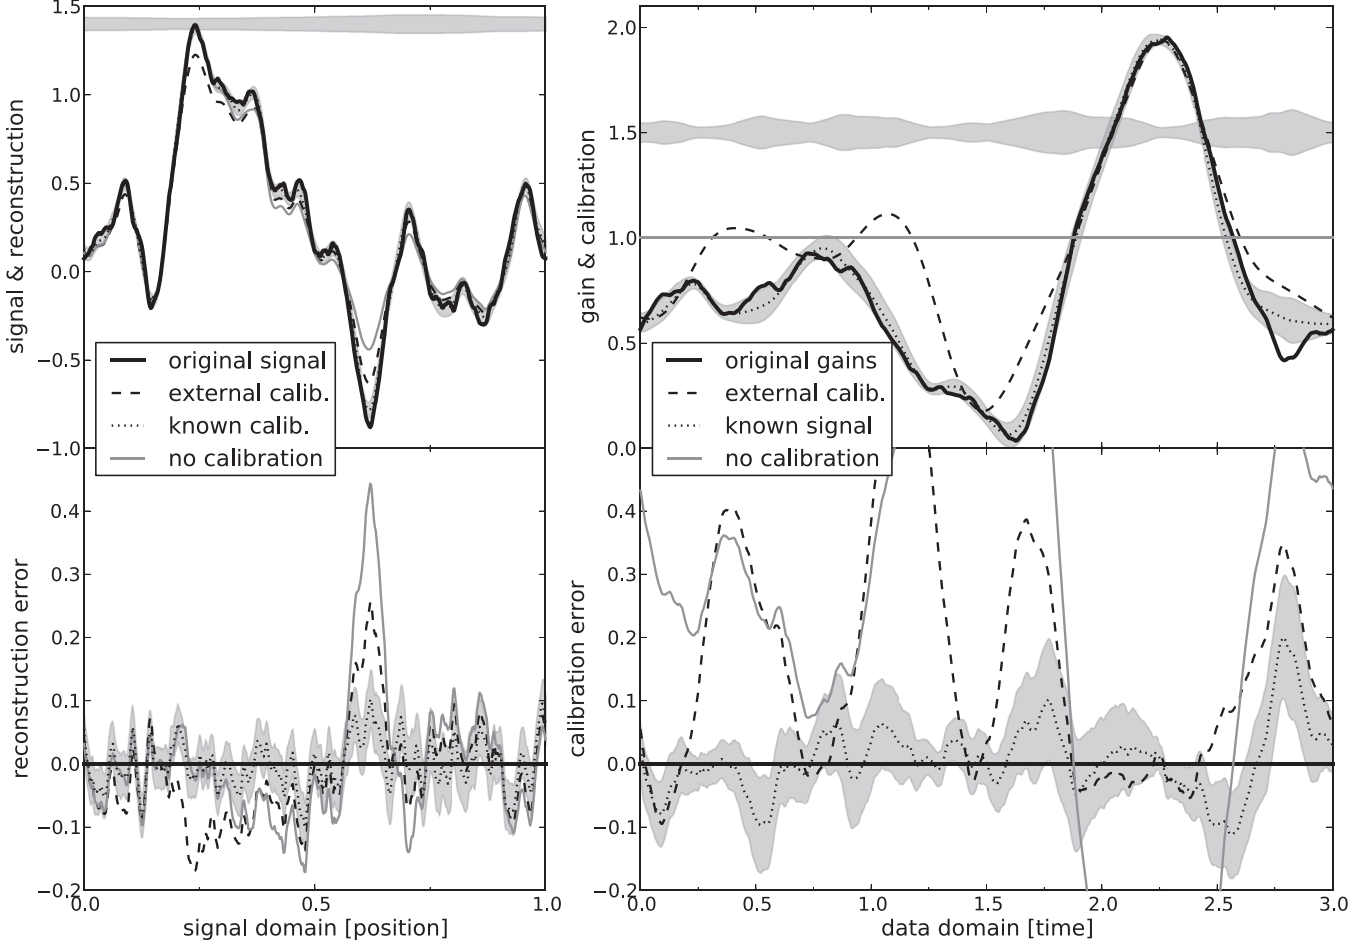 1.5
1.0
0.5
0.0
−0.5
−1.0
signal & reconstruction
original signal
external calib.
known calib.
no calibration
2.0
1.5
1.0
0.5
0.0
gain & calibration
original gains
external calib.
known signal
no calibration
0.4
0.3
0.2
0.1
0.0
−0.1
−0.2
reconstruction error
0.0
0.5
1.0
signal domain [position]
0.4
0.3
0.2
0.1
0.0
−0.1
−0.2
calibration error
0.0
0.5
1.0
1.5
2.0
2.5
3.0
data domain [time]